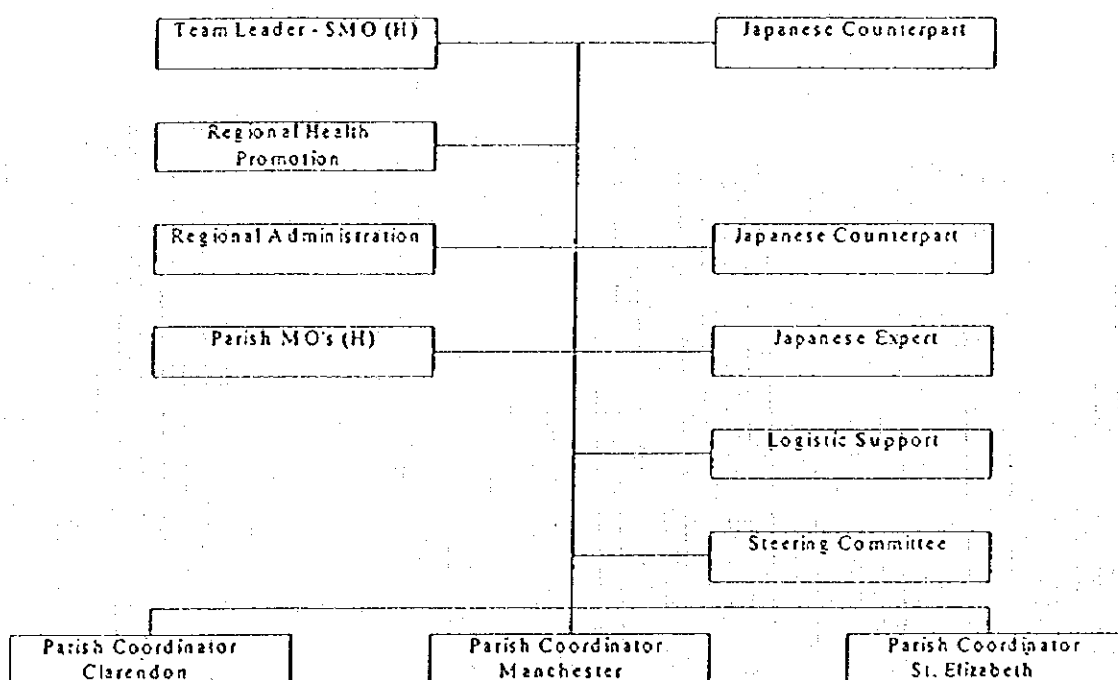 Team Leader - SMO (H)
Japanese Counterpart
Regional Health
Promotion
Regional Administration
Japanese Counterpart
Parish MO's (H)
Japanese Expert
Logistic Support
Steering Committee
Parish Coordinator
Clarendon
Parish Coordinator
Manchester
Parish Coordinator
St. Elizabeth